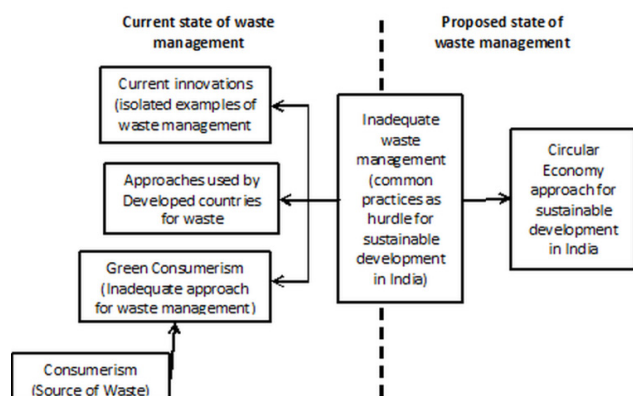 Current state of waste
management
Proposed state of
waste management
Current innovations
(isolated examples of
waste management
Approaches used by
Developed countries
for waste
Green Consumerism
(Inadequate approach
for waste management)
Consumerism
(Source of Waste)
Inadequate
waste
management
(common
practices as
hurdle for
sustainable
development
in India)
Circular
Economy
approach for
sustainable
development
in India